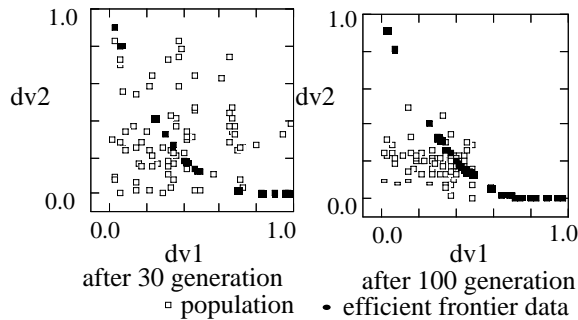 1.0
dv2
0.0
0.0 1.0
dv1
after 30 generation
1.0
dv2
0.0
0.0 1.0
dv1
after 100 generation
population
efficient frontier data